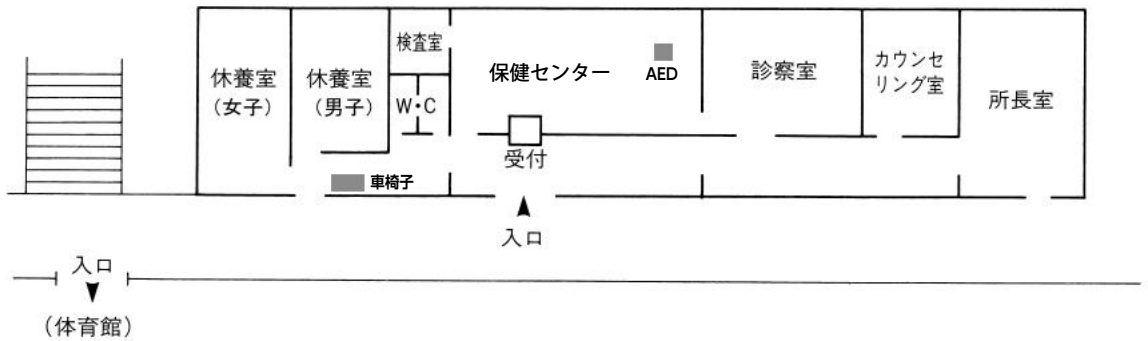 休養室
(女子)
休養室
(男子)
検査室
W・C
保健センター
AED
診察室
カウンセ
リング室
所長室
車椅子
受付
入口
入口
(体育館)